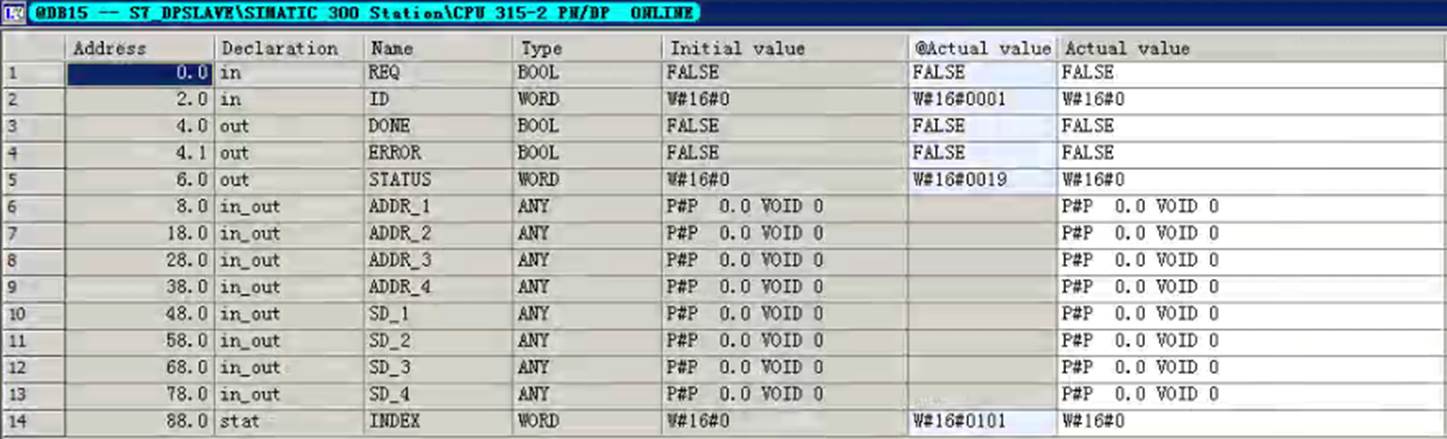 @DB15 -- S7_DPSLAVE\SIMATIC 300 Station\CPU 315-2 PN/DP ONLINE
Address Declaration Name Type Initial value @Actual value Actual value
1 0.0 in REQ BOOL FALSE FALSE FALSE
2 2.0 in ID WORD W#16#0 W#16#0001 W#16#0
3 4.0 out DONE BOOL FALSE FALSE FALSE
4 4.1 out ERROR BOOL FALSE FALSE FALSE
5 6.0 out STATUS WORD W#16#0 W#16#0019 W#16#0
6 8.0 in_out ADDR_1 ANY P#P 0.0 VOID 0 P#P 0.0 VOID 0
7 18.0 in_out ADDR_2 ANY P#P 0.0 VOID 0 P#P 0.0 VOID 0
8 28.0 in_out ADDR_3 ANY P#P 0.0 VOID 0 P#P 0.0 VOID 0
9 38.0 in_out ADDR_4 ANY P#P 0.0 VOID 0 P#P 0.0 VOID 0
10 48.0 in_out SD_1 ANY P#P 0.0 VOID 0 P#P 0.0 VOID 0
11 58.0 in_out SD_2 ANY P#P 0.0 VOID 0 P#P 0.0 VOID 0
12 68.0 in_out SD_3 ANY P#P 0.0 VOID 0 P#P 0.0 VOID 0
13 78.0 in_out SD_4 ANY P#P 0.0 VOID 0 P#P 0.0 VOID 0
14 88.0 stat INDEX WORD W#16#0 W#16#0101 W#16#0